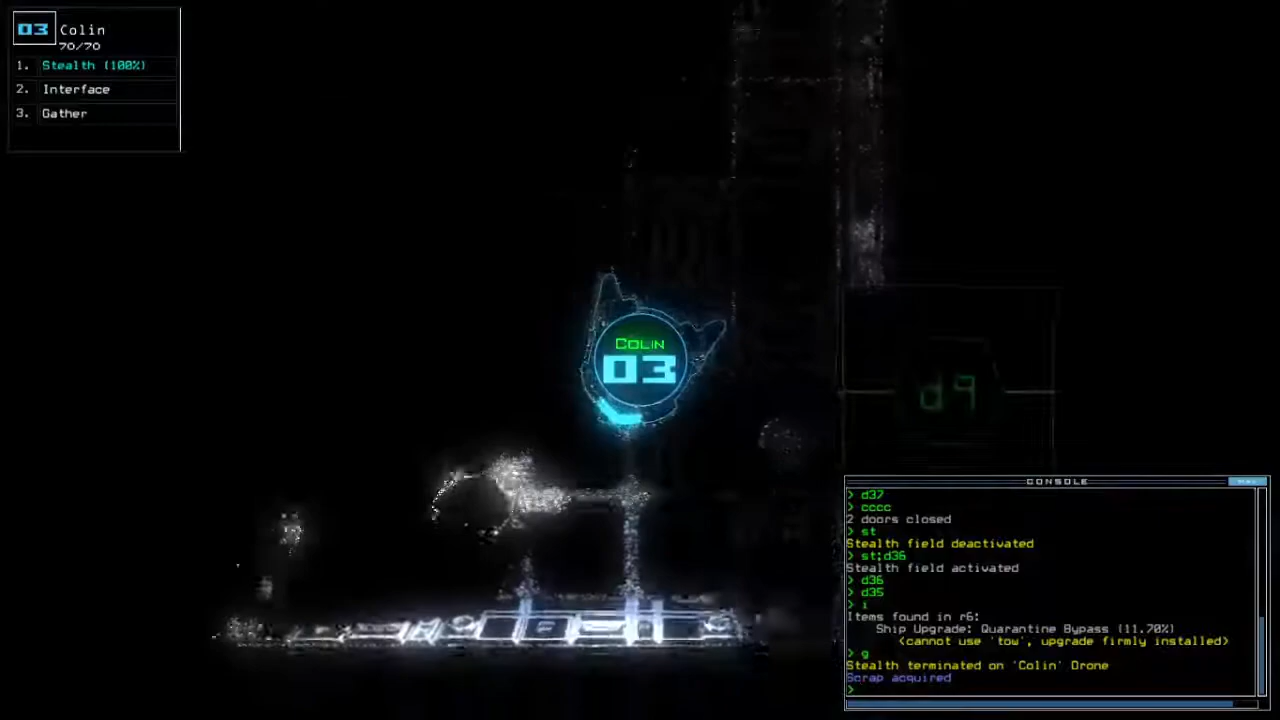 03 Colin
70/70
1. Stealth (100%)
2. Interface
3. Gather
Colin
03
d9
CONSOLE
> d37
> cccc
2 doors closed
> st
Stealth field deactivated
> st;d36
Stealth field activated
> d36
> d35
> i
Items found in r6:
Ship Upgrade: Quarantine Bypass (11.70%)
<cannot use 'tow', upgrade firmly installed>
> g
Stealth terminated on 'Colin' Drone
Scrap acquired
>